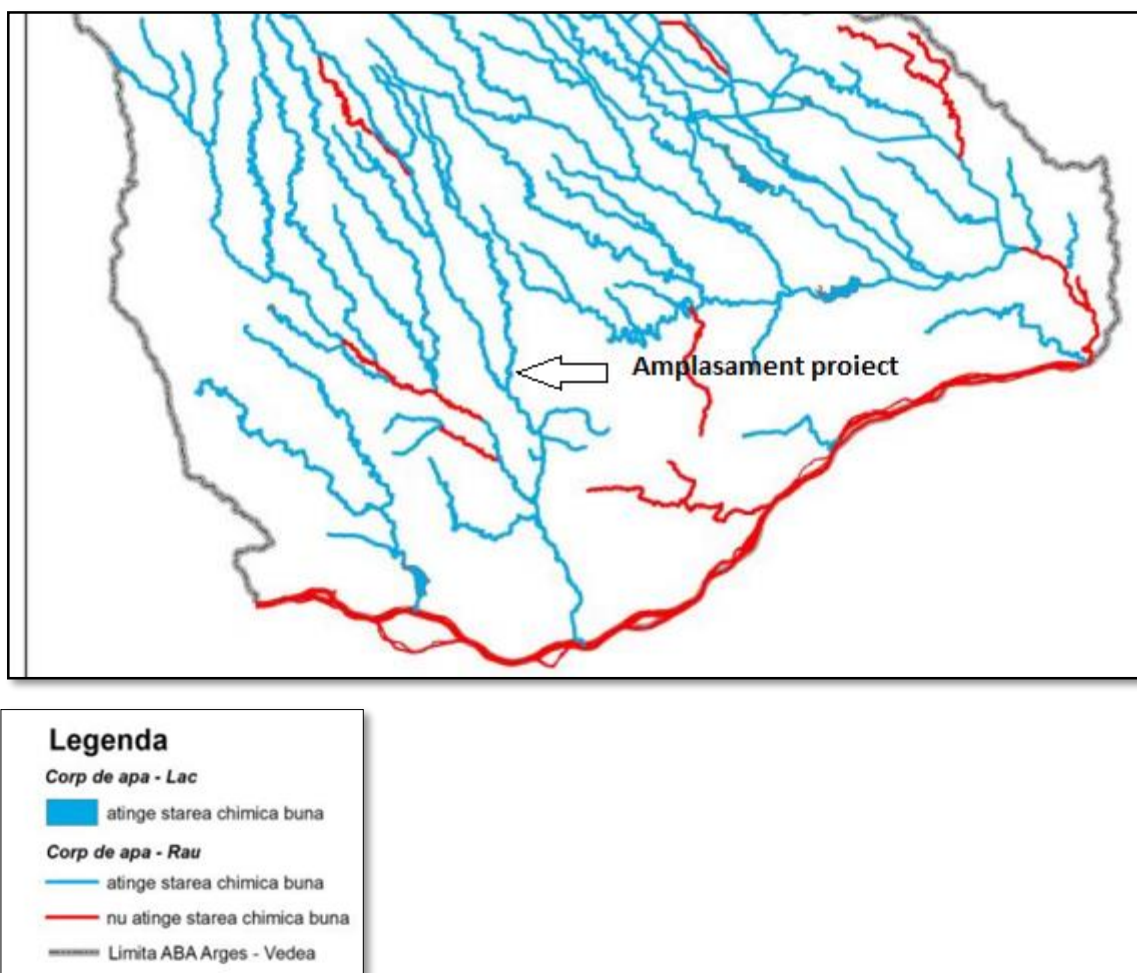 Amplasament proiect
Legenda
Corp de apa - Lac
atinge starea chimica buna
Corp de apa - Rau
atinge starea chimica buna
nu atinge starea chimica buna
Limita ABA Arges - Vedea